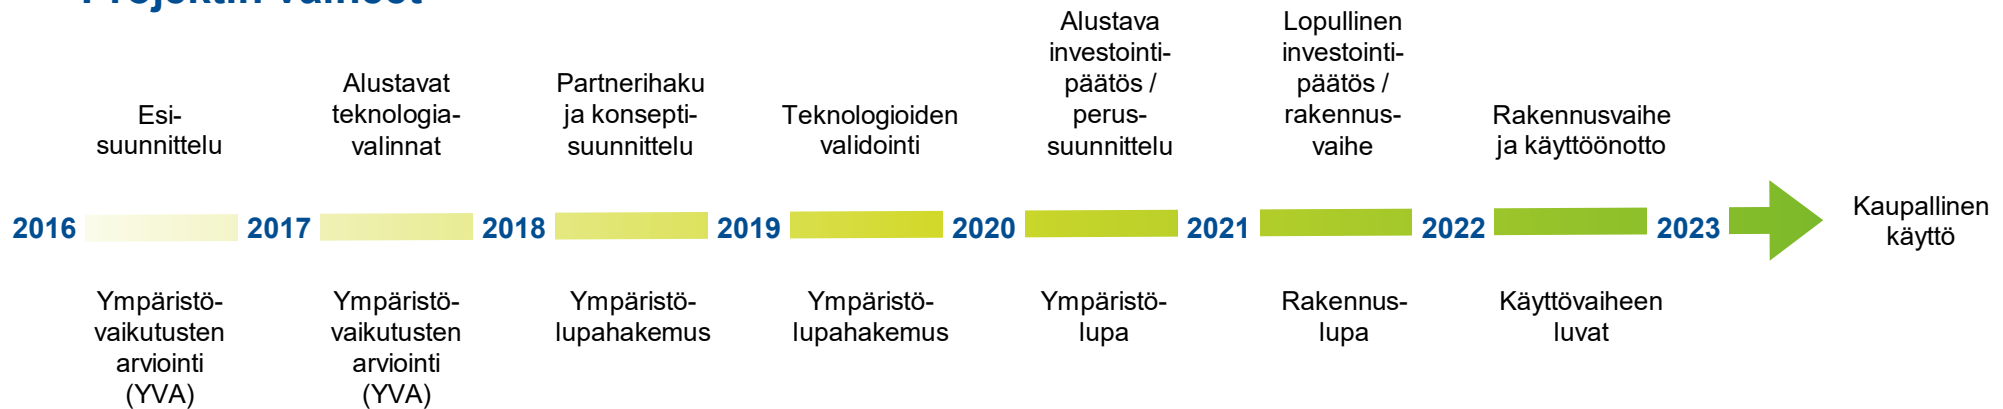 Projektin vaiheet
Esi-
suunnittelu
Alustavat
teknologia-
valinnat
Partnerihaku
ja konsepti-
suunnittelu
Teknologioiden
validointi
Alustava
investointi-
päätös /
perus-
suunnittelu
Lopullinen
investointi-
päätös /
rakennus-
vaihe
Rakennusvaihe
ja käyttöönotto
2016
2017
2018
2019
2020
2021
2022
2023
Kaupallinen
käyttö
Ympäristö-
vaikutusten
arviointi
(YVA)
Ympäristö-
vaikutusten
arviointi
(YVA)
Ympäristö-
lupahakemus
Ympäristö-
lupahakemus
Ympäristö-
lupa
Rakennus-
lupa
Käyttövaiheen
luvat